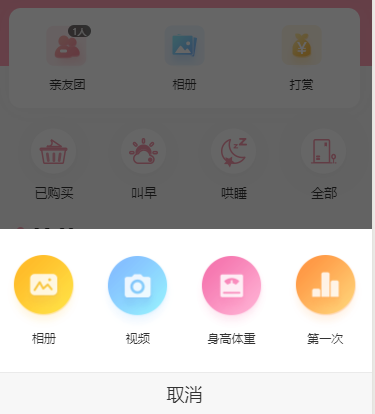 1人
亲友团 相册 打赏
已购买 叫早 哄睡 全部
相册 视频 身高体重 第一次
取消